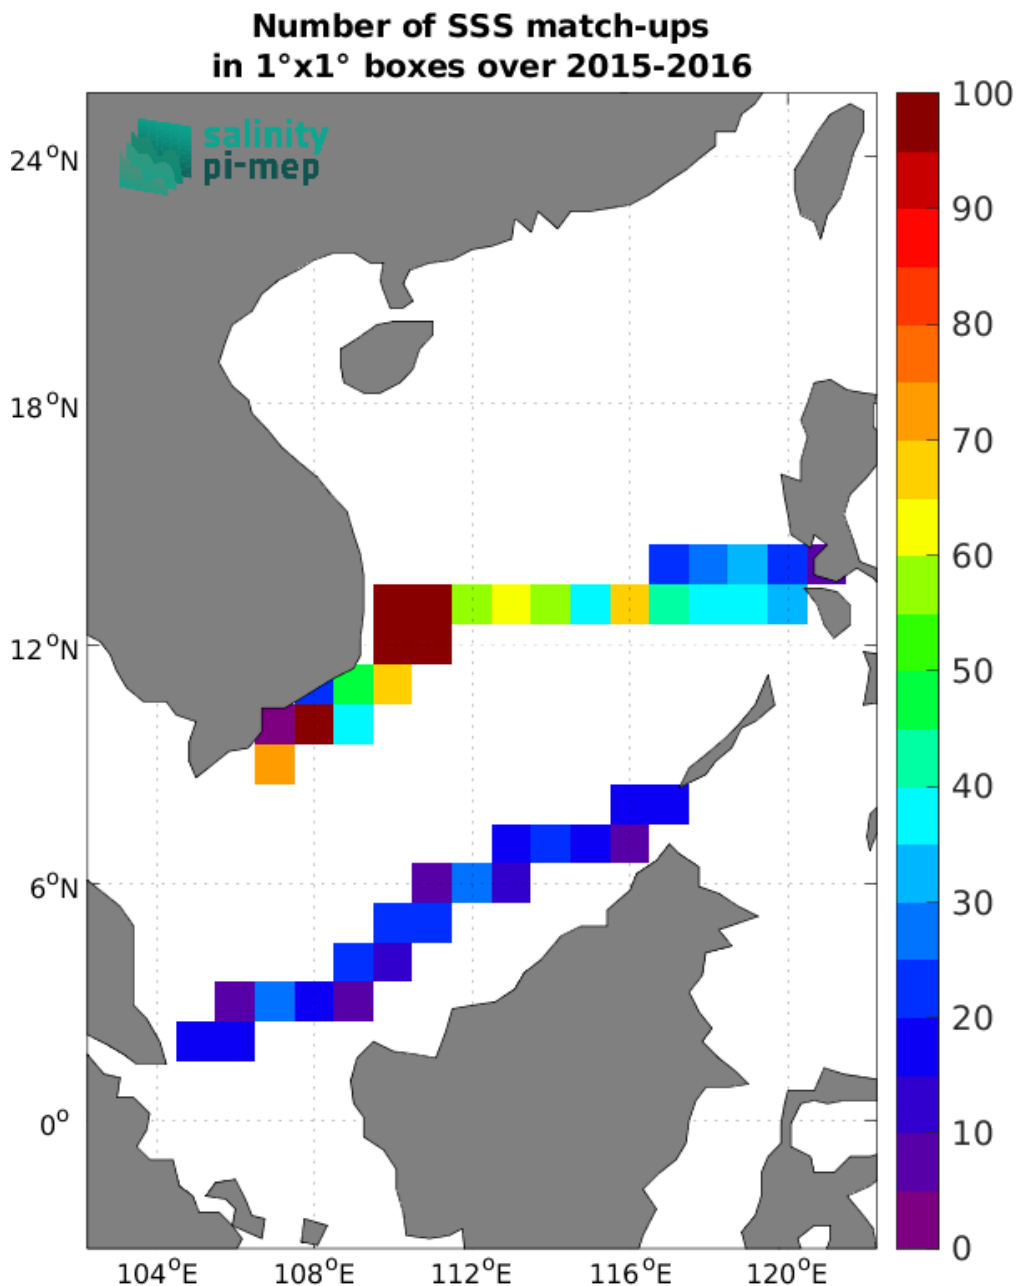 Number of SSS match-ups
in 1°x1° boxes over 2015-2016
salinity
pi-mep
24°N
18°N
12°N
6°N
0°
104°E 108°E 112°E 116°E 120°E
100
90
80
70
60
50
40
30
20
10
0